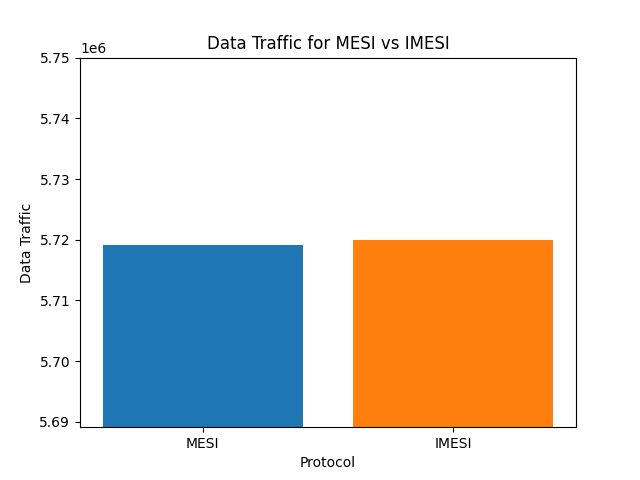 Data Traffic for MESI vs IMESI
1e6
5.75
5.74
5.73
5.72
5.71
5.70
5.69
Data Traffic
MESI
IMESI
Protocol